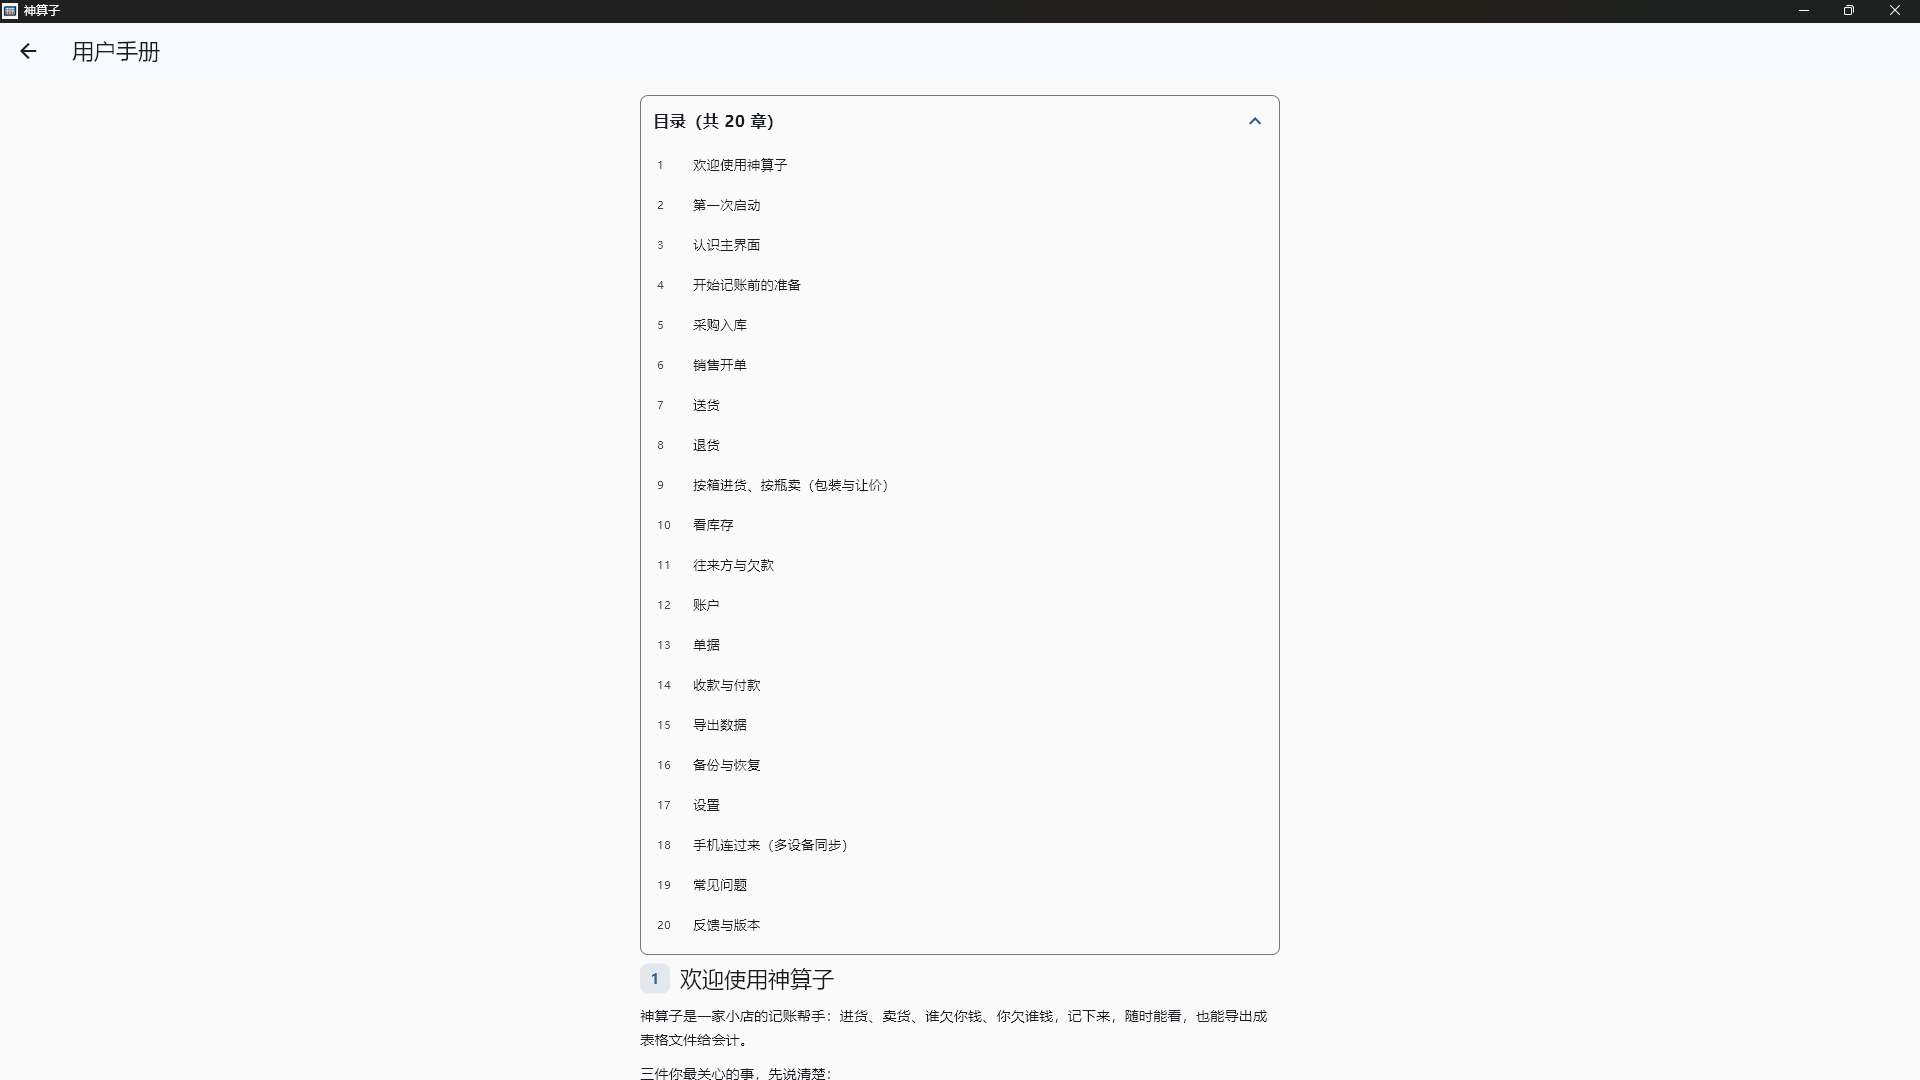 神算子
用户手册
目录（共 20 章）
1 欢迎使用神算子
2 第一次启动
3 认识主界面
4 开始记账前的准备
5 采购入库
6 销售开单
7 送货
8 退货
9 按箱进货、按瓶卖（包装与让价）
10 看库存
11 往来方与欠款
12 账户
13 单据
14 收款与付款
15 导出数据
16 备份与恢复
17 设置
18 手机连过来（多设备同步）
19 常见问题
20 反馈与版本
1 欢迎使用神算子
神算子是一家小店的记账帮手：进货、卖货、谁欠你钱、你欠谁钱，记下来，随时能看，也能导出成
表格文件给会计。
三件你最关心的事，先说清楚：